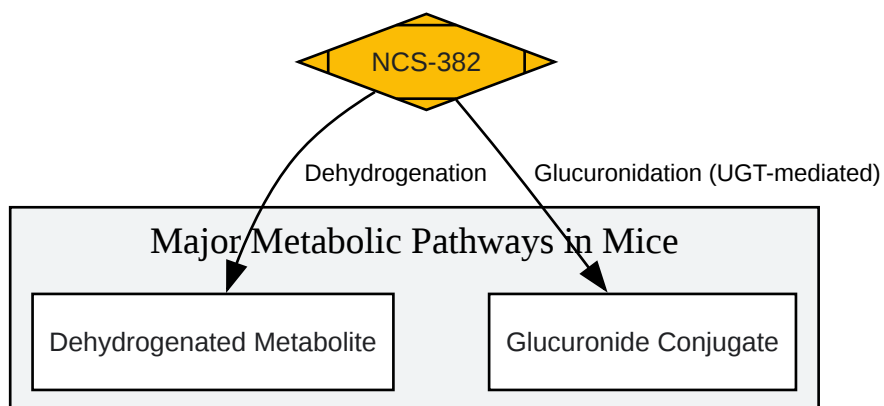 NCS-382
Dehydrogenation
Glucuronidation (UGT-mediated)
Major Metabolic Pathways in Mice
Dehydrogenated Metabolite
Glucuronide Conjugate